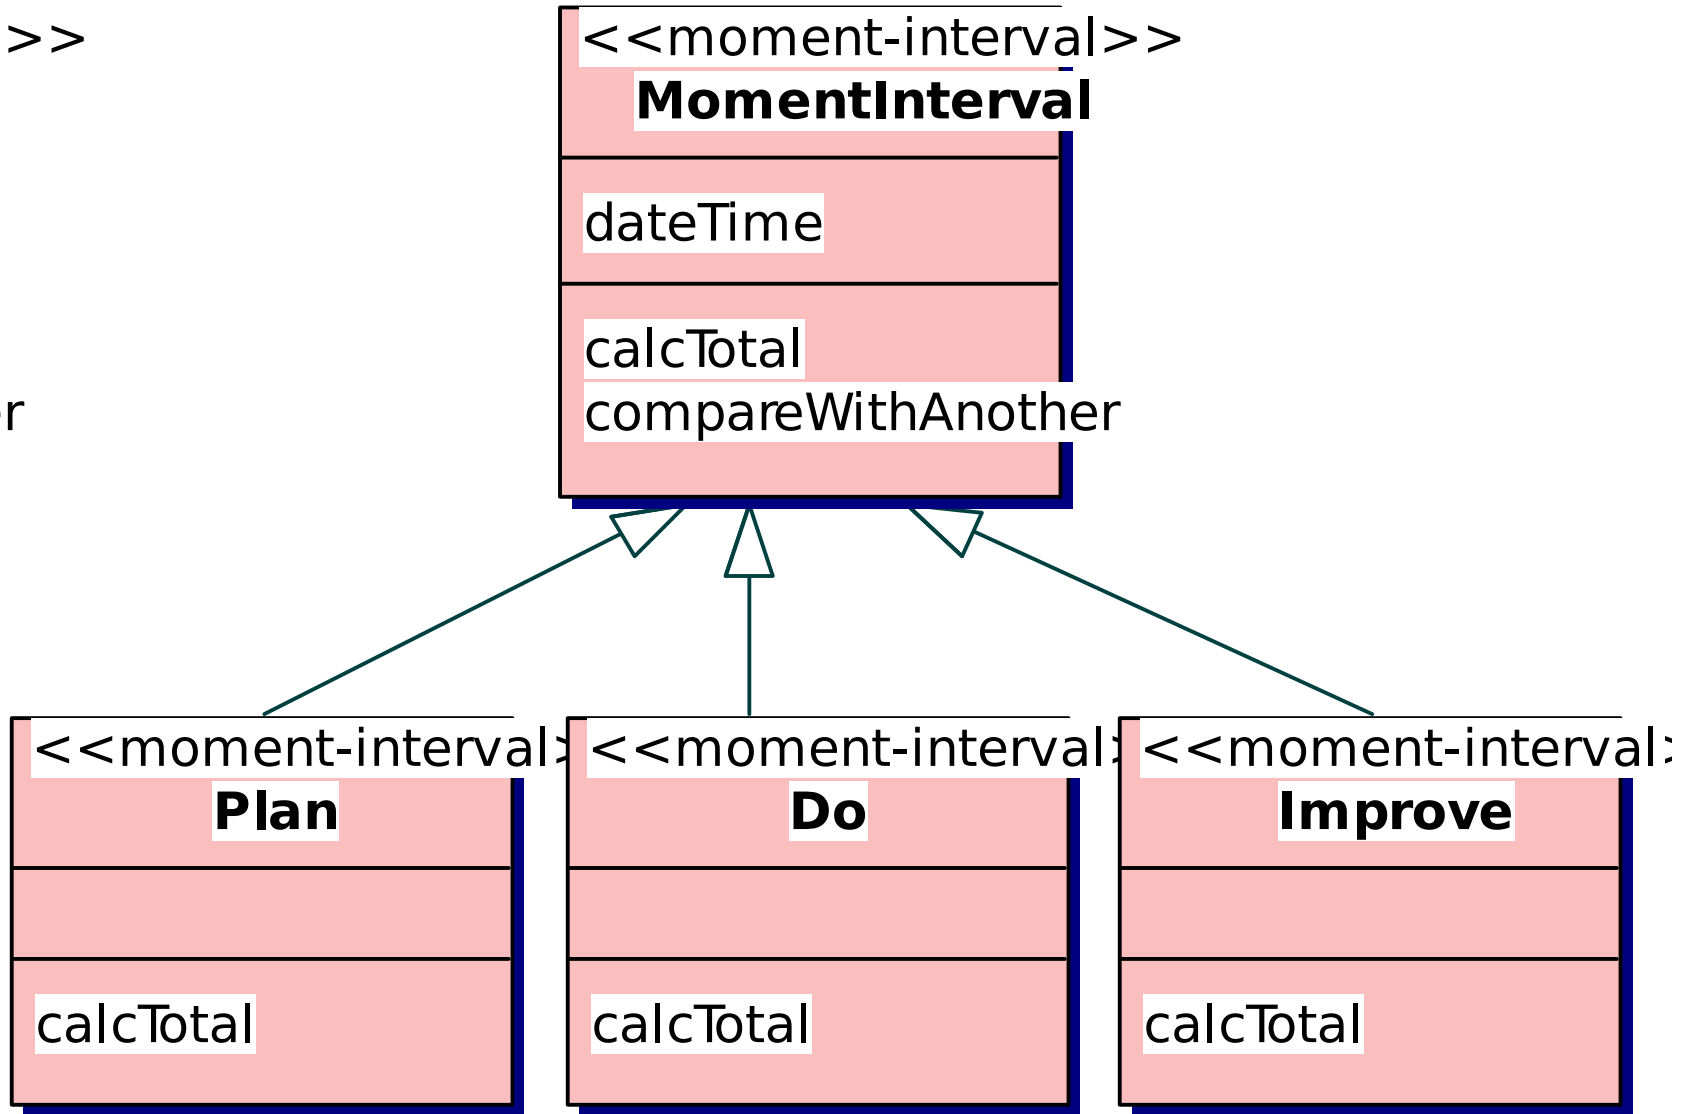 >>
<<moment-interval>>
MomentInterval
dateTime
calcTotal
compareWithAnother
<<moment-interval>
Plan
calcTotal
<<moment-interval>
Do
calcTotal
<<moment-interval>
Improve
calcTotal